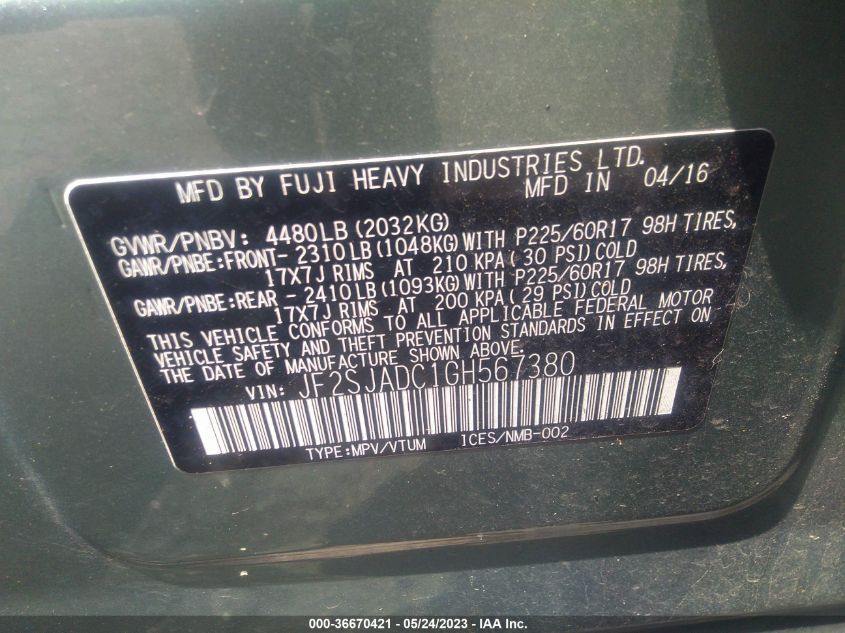 MFD BY FUJI HEAVY INDUSTRIES LTD.
MFD IN 04/16
GVWR/PNBV: 4480LB (2032KG)
GAWR/PNBE:FRONT- 2310LB (1048KG) WITH P225/60R17 98H TIRES,
17X7J RIMS AT 210 KPA ( 30 PSI) COLD
GAWR/PNBE:REAR - 2410LB (1093KG) WITH P225/60R17 98H TIRES,
17X7J RIMS AT 200 KPA ( 29 PSI) COLD
THIS VEHICLE CONFORMS TO ALL APPLICABLE FEDERAL MOTOR
VEHICLE SAFETY AND THEFT PREVENTION STANDARDS IN EFFECT ON
THE DATE OF MANUFACTURE SHOWN ABOVE.
VIN: JF2SJADC1GH567380
TYPE:MPV/VTUM ICES/NMB-002
000-36670421 - 05/24/2023 - © IAA Inc.